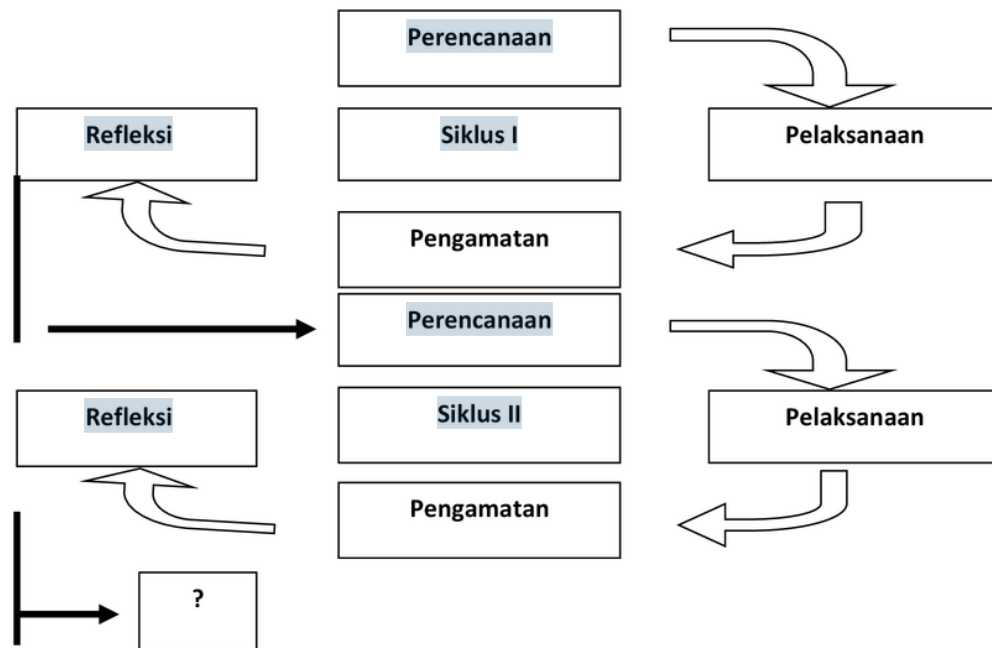 Perencanaan
Refleksi
Siklus I
Pelaksanaan
Pengamatan
Perencanaan
Refleksi
Siklus II
Pelaksanaan
Pengamatan
?